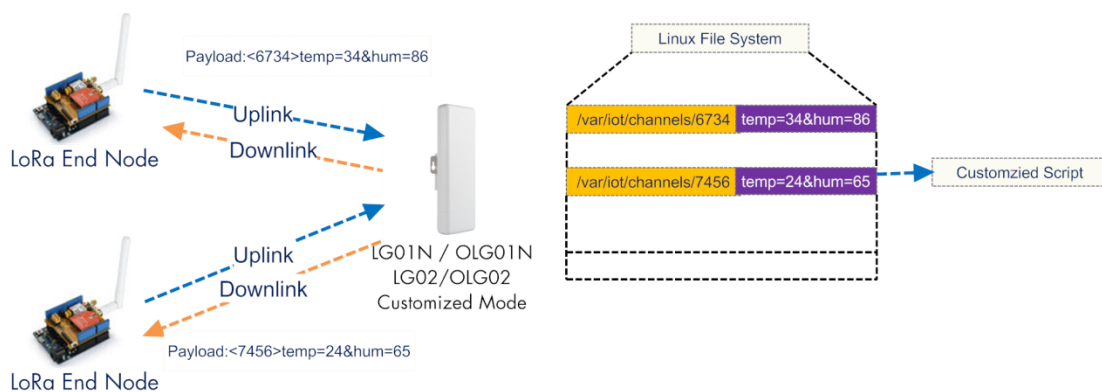 Payload:<6734>temp=34&hum=86
Uplink
Downlink
LoRa End Node
Uplink
Downlink
Payload:<7456>temp=24&hum=65
LoRa End Node
LG01N / OLG01N
LG02/OLG02
Customized Mode
Linux File System
/var/iot/channels/6734 temp=34&hum=86
/var/iot/channels/7456 temp=24&hum=65
Customzied Script